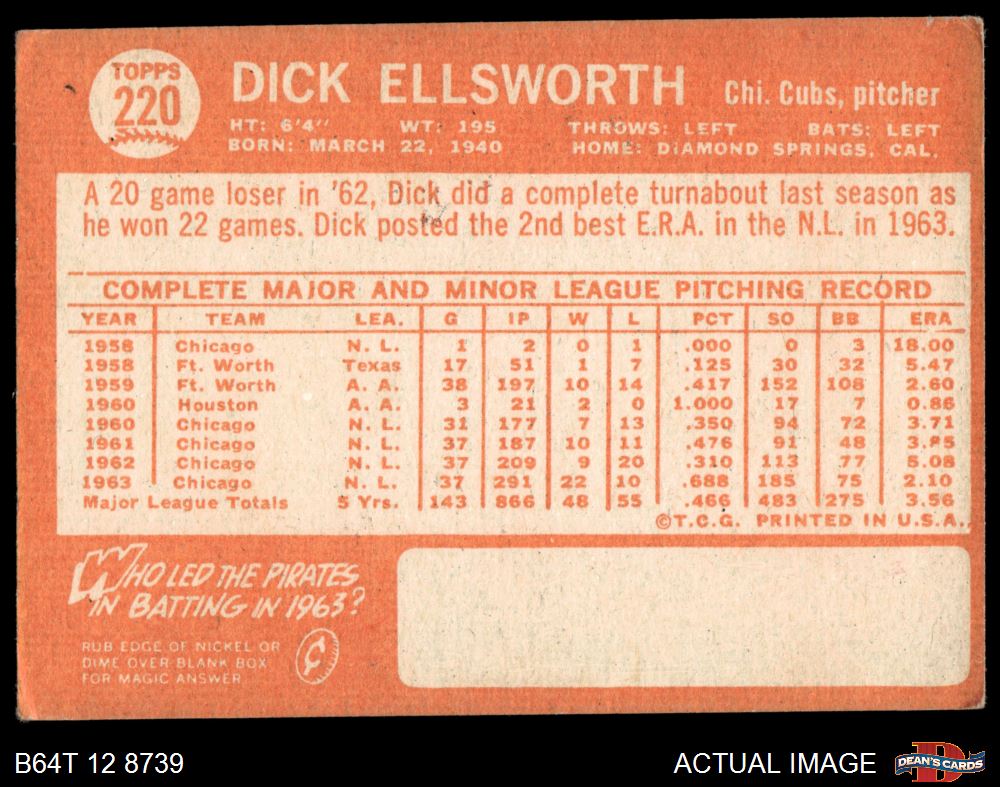 TOPPS
220
DICK ELLSWORTH Chi. Cubs, pitcher
HT: 6'4" WT: 195 THROWS: LEFT BATS: LEFT
BORN: MARCH 22, 1940 HOME: DIAMOND SPRINGS, CAL.
A 20 game loser in '62, Dick did a complete turnabout last season as
he won 22 games. Dick posted the 2nd best E.R.A. in the N.L. in 1963.
COMPLETE MAJOR AND MINOR LEAGUE PITCHING RECORD
YEAR TEAM LEA. G IP W L PCT SO BB ERA
1958 Chicago N. L. 1 2 0 1 .000 0 3 18.00
1958 Ft. Worth Texas 17 51 1 7 .125 30 32 5.47
1959 Ft. Worth A. A. 38 197 10 14 .417 152 108 2.60
1960 Houston A. A. 3 21 2 0 1.000 17 7 0.86
1960 Chicago N. L. 31 177 7 13 .350 94 72 3.71
1961 Chicago N. L. 37 187 10 11 .476 91 48
1962 Chicago N. L. 37 209 9 20 .310 113 77 5.08
1963 Chicago N. L. 37 291 22 10 .688 185 75 2.10
Major League Totals 5 Yrs. 143 866 48 55 .466 483 275 3.56
©T.C.G. PRINTED IN U.S.A.
WHO LED THE PIRATES
IN BATTING IN 1963?
RUB EDGE OF NICKEL OR
DIME OVER BLANK BOX
FOR MAGIC ANSWER
¢
B64T 12 8739 ACTUAL IMAGE
DEAN'S CARDS